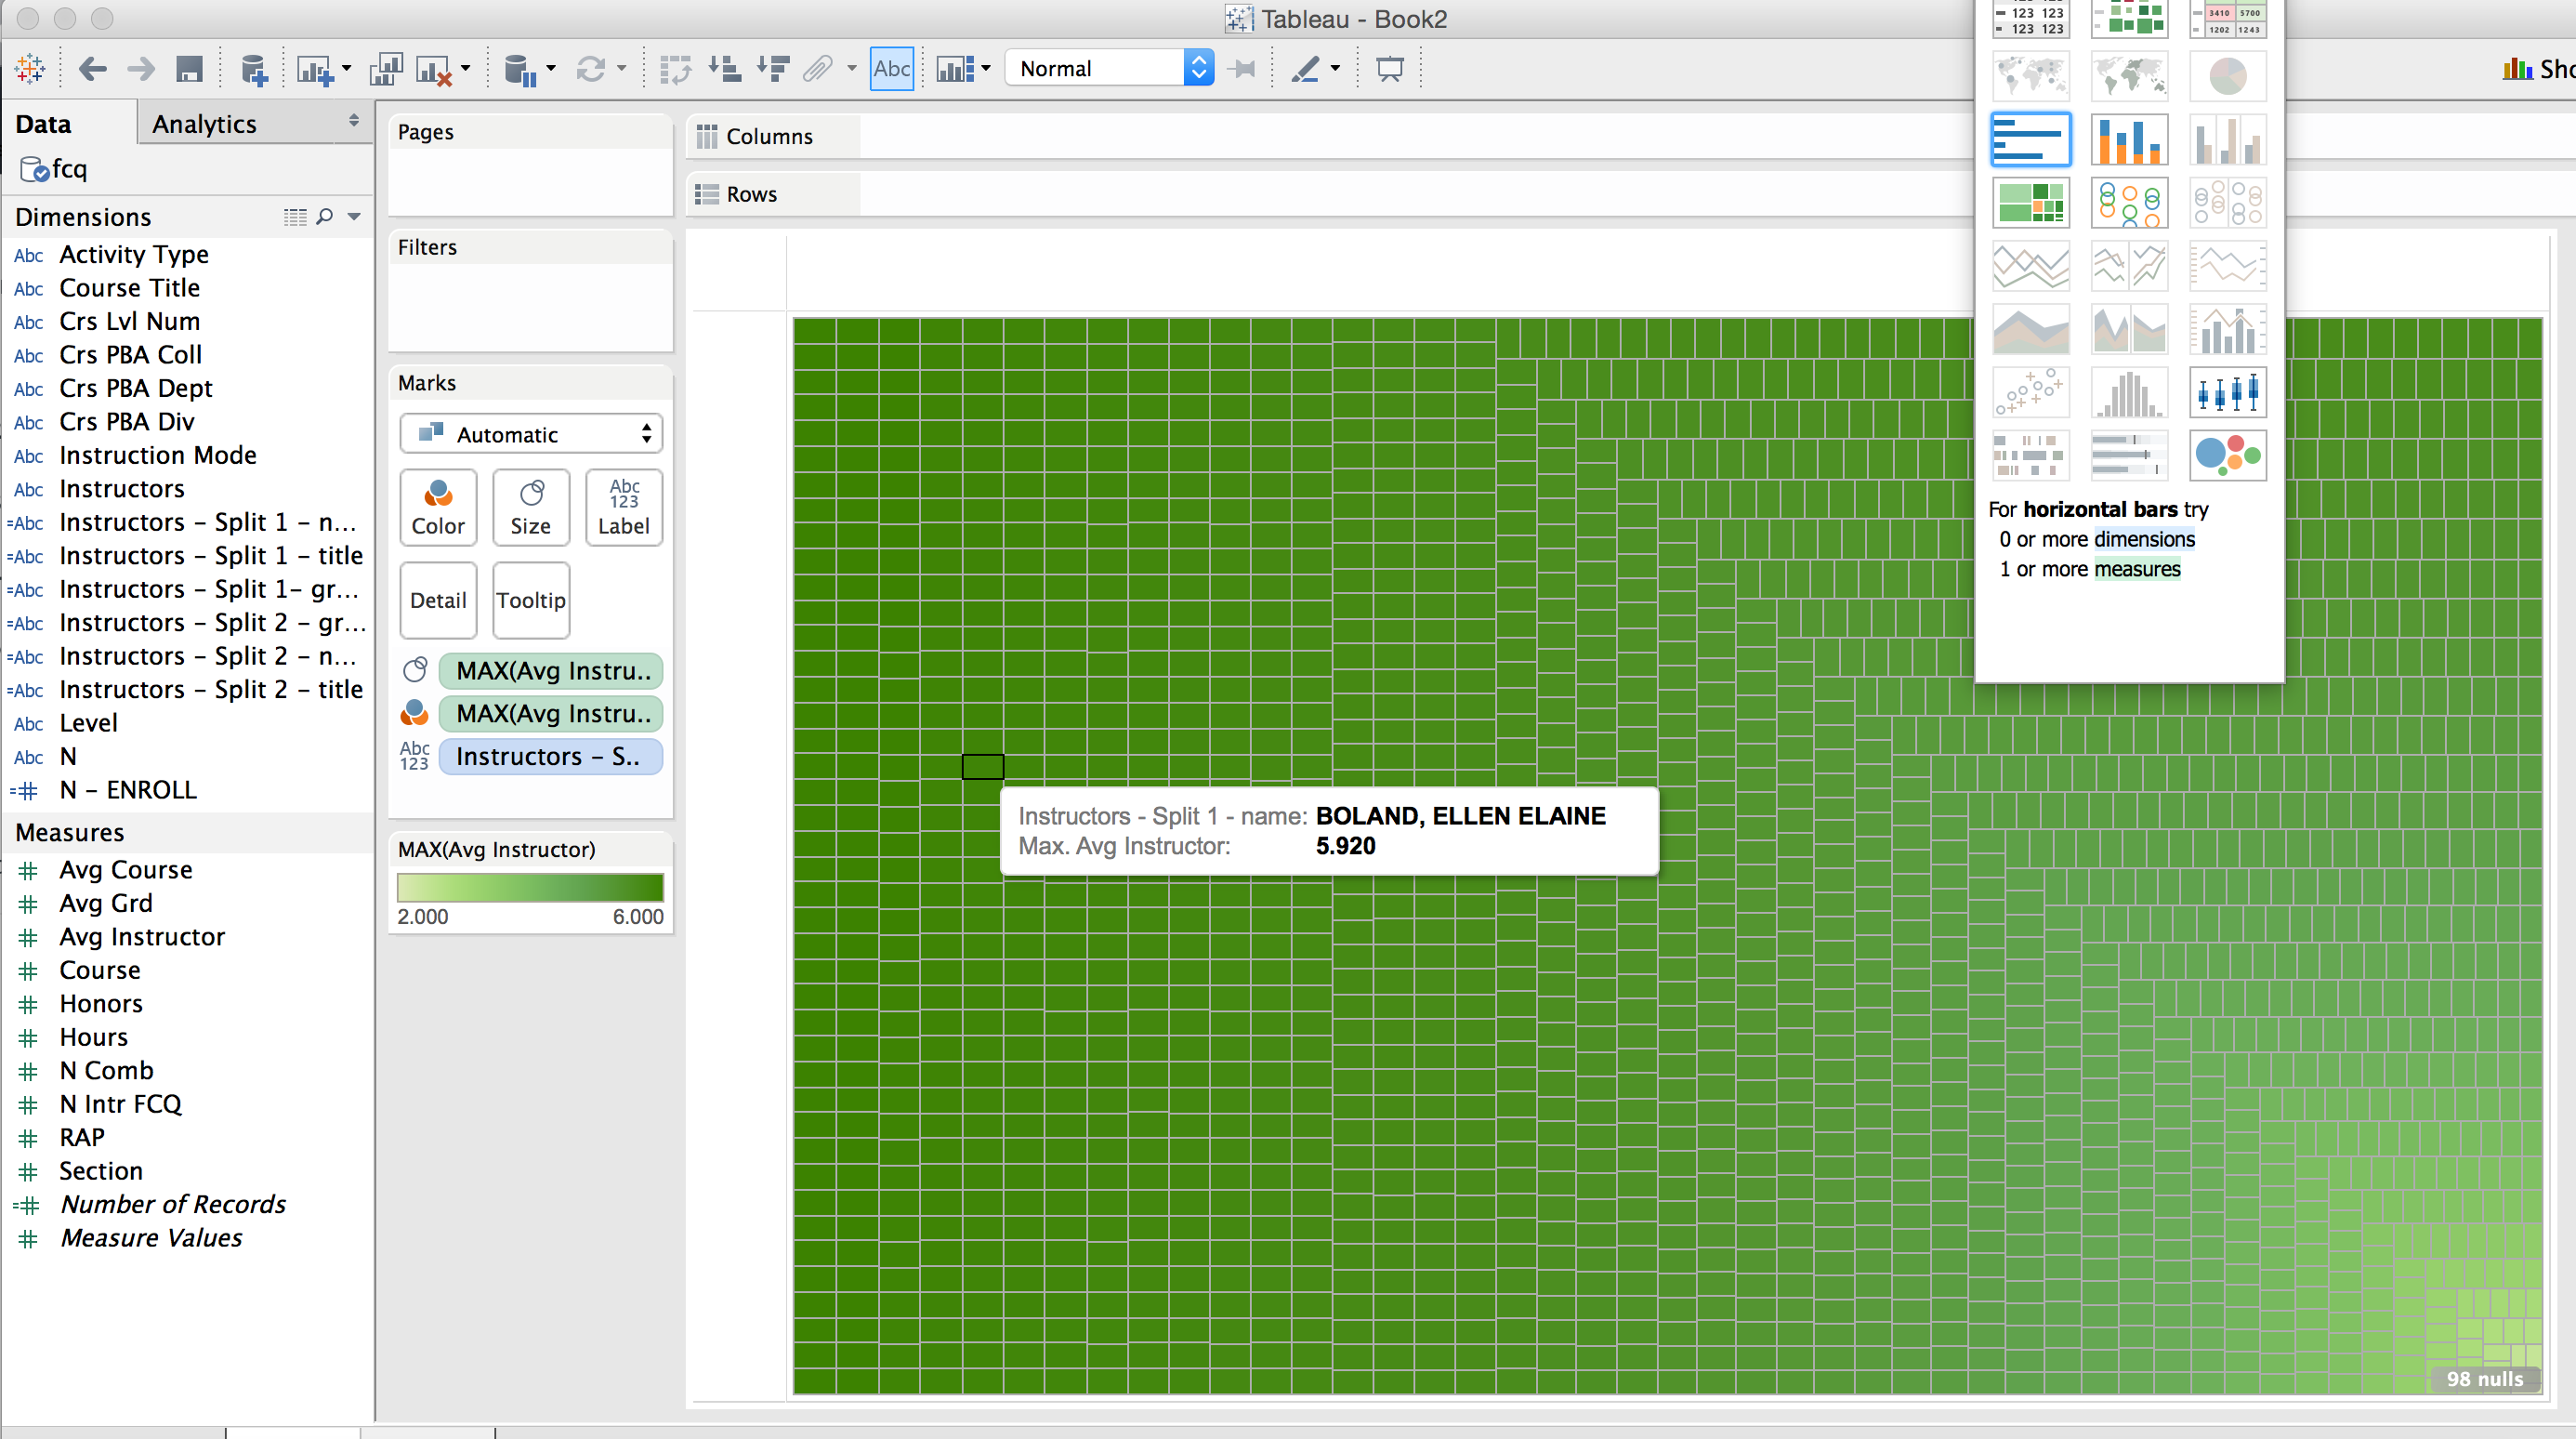 Tableau - Book2
Abc
Normal
Sho
Data
Analytics
fcq
Dimensions
Abc Activity Type
Abc Course Title
Abc Crs Lvl Num
Abc Crs PBA Coll
Abc Crs PBA Dept
Abc Crs PBA Div
Abc Instruction Mode
Abc Instructors
=Abc Instructors - Split 1 - n...
=Abc Instructors - Split 1 - title
=Abc Instructors - Split 1- gr...
=Abc Instructors - Split 2 - gr...
=Abc Instructors - Split 2 - n...
=Abc Instructors - Split 2 - title
Abc Level
Abc N
=# N - ENROLL
Measures
# Avg Course
# Avg Grd
# Avg Instructor
# Course
# Honors
# Hours
# N Comb
# N Intr FCQ
# RAP
# Section
=# Number of Records
# Measure Values
Pages
Filters
Marks
Automatic
Color
Size
Abc
123
Label
Detail
Tooltip
MAX(Avg Instru..
MAX(Avg Instru..
Abc
123
Instructors - S..
MAX(Avg Instructor)
2.000
6.000
Columns
Rows
Instructors - Split 1 - name: BOLAND, ELLEN ELAINE
Max. Avg Instructor: 5.920
98 nulls
123 123
123 123
3410 5700
1202 1243
For horizontal bars try
0 or more dimensions
1 or more measures